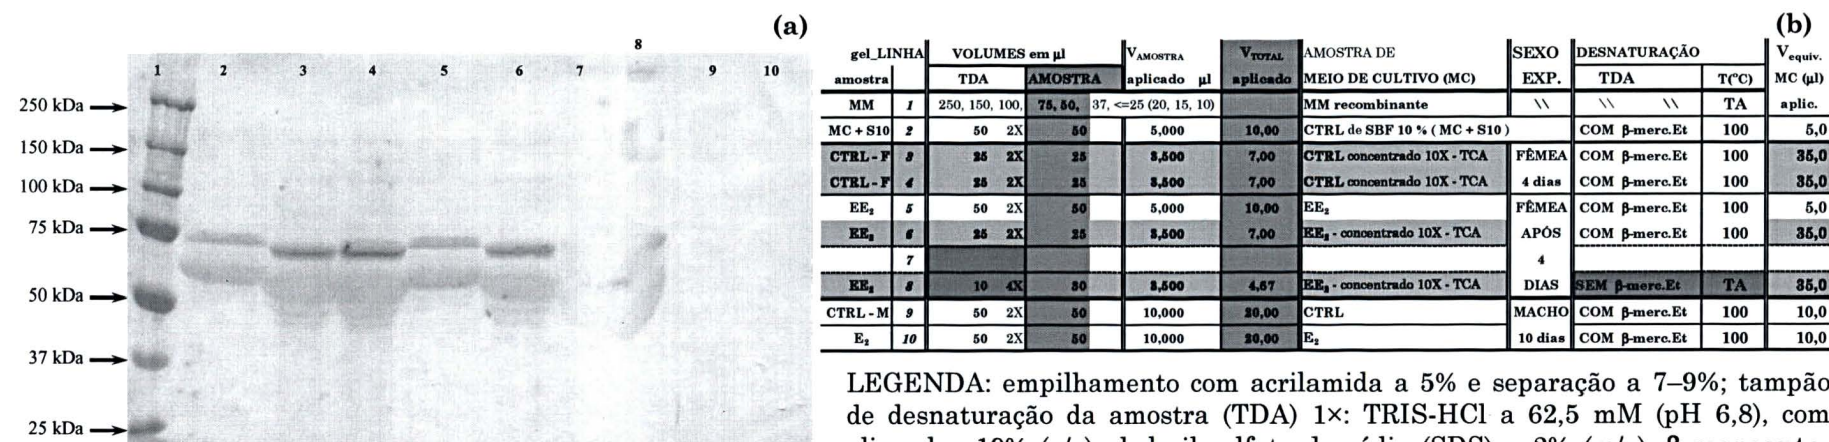 (a)
8
1 2 3 4 5 6 7 9 10
250 kDa
150 kDa
100 kDa
75 kDa
50 kDa
37 kDa
25 kDa
(b)
gel_LINHA VOLUMES em µl V AMOSTRA V TOTAL AMOSTRA DE SEXO DESNATURAÇÃO V equiv.
amostra TDA AMOSTRA aplicado µl aplicado MEIO DE CULTIVO (MC) EXP. TDA T(°C) MC (µl)
MM 1 250, 150, 100, 75, 50, 37, <=25 (20, 15, 10) MM recombinante \\ \\ \\ TA aplic.
MC + S10 2 50 2X 50 5,000 10,00 CTRL de SBF 10 % ( MC + S10 ) COM β-merc.Et 100 5,0
CTRL - F 3 25 2X 25 3,500 7,00 CTRL concentrado 10X - TCA FÊMEA COM β-merc.Et 100 35,0
CTRL - F 4 25 2X 25 3,500 7,00 CTRL concentrado 10X - TCA 4 dias COM β-merc.Et 100 35,0
EE₂ 5 50 2X 50 5,000 10,00 EE₂ FÊMEA COM β-merc.Et 100 5,0
EE₂ 6 25 2X 25 3,500 7,00 EE₂ - concentrado 10X - TCA APÓS COM β-merc.Et 100 35,0
7 4
EE₂ 8 10 4X 30 3,500 4,67 EE₂ - concentrado 10X - TCA DIAS SEM β-merc.Et TA 35,0
CTRL - M 9 50 2X 50 10,000 20,00 CTRL MACHO COM β-merc.Et 100 10,0
E₂ 10 50 2X 50 10,000 20,00 E₂ 10 dias COM β-merc.Et 100 10,0
LEGENDA: empilhamento com acrilamida a 5% e separação a 7–9%; tampão
de desnaturação da amostra (TDA) 1×: TRIS-HCl a 62,5 mM (pH 6,8), com